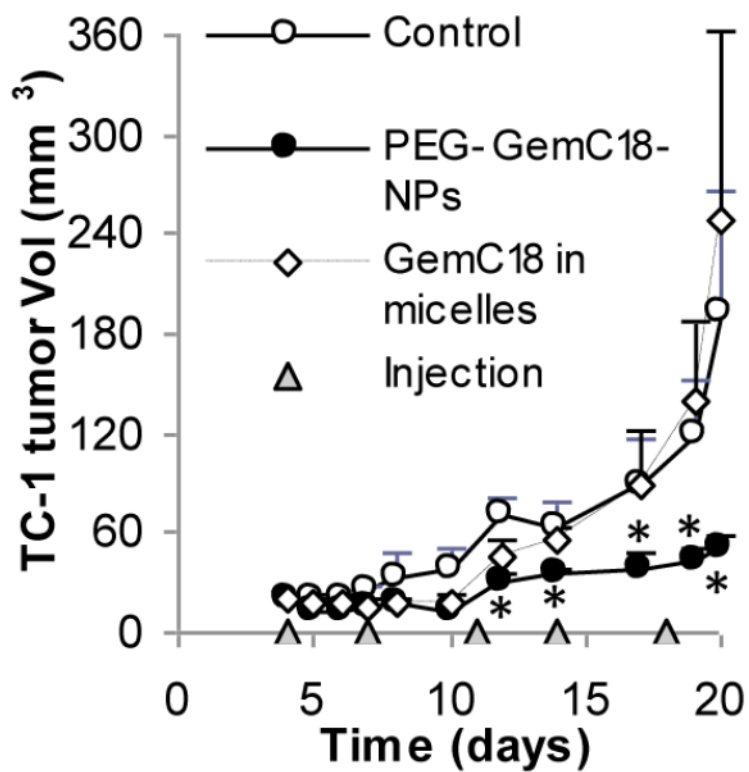 360
300
240
180
120
60
0
TC-1 tumor Vol (mm 3)
Control
PEG- GemC18-
NPs
GemC18 in
micelles
Injection
*
*
*
*
*
0
5
10
15
20
Time (days)